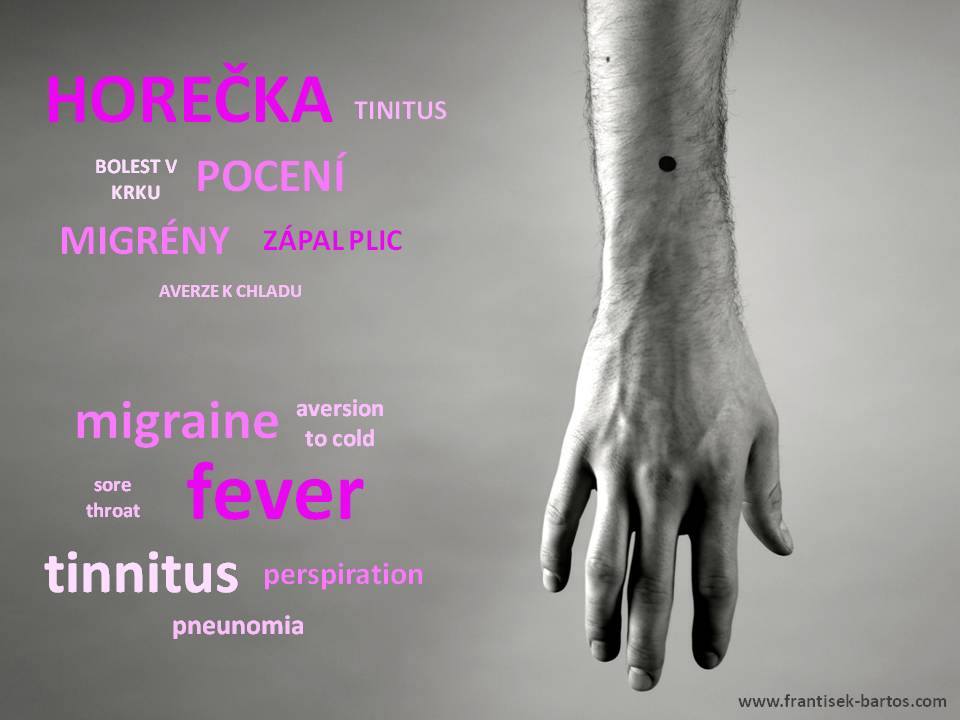 HOREČKA TINITUS
BOLEST V
KRKU
POCENÍ
MIGRÉNY ZÁPAL PLIC
AVERZE K CHLADU
migraine
aversion
to cold
sore
throat
fever
tinnitus perspiration
pneunomia
www.frantisek-bartos.com